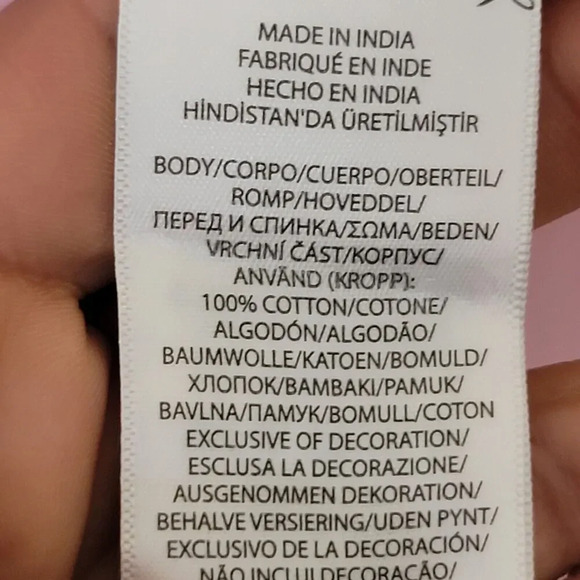 MADE IN INDIA
FABRIQUÉ EN INDE
HECHO EN INDIA
HİNDİSTAN'DA ÜRETİLMİŞTİR
BODY/CORPO/CUERPO/OBERTEIL/
ROMP/HOVEDDEL/
ПЕРЕД И СПИНКА/ΣΩΜΑ/BEDEN/
VRCHNÍ ČÁST/КОРПУС/
ANVÄND (KROPP):
100% COTTON/COTONE/
ALGODÓN/ALGODÃO/
BAUMWOLLE/KATOEN/BOMULD/
ХЛОПОК/BAMBAKI/PAMUK/
BAVLNA/ПАМУК/BOMULL/COTON
EXCLUSIVE OF DECORATION/
ESCLUSA LA DECORAZIONE/
AUSGENOMMEN DEKORATION/
BEHALVE VERSIERING/UDEN PYNT/
EXCLUSIVO DE LA DECORACIÓN/
NÃO INCLUI DECORAÇÃO/